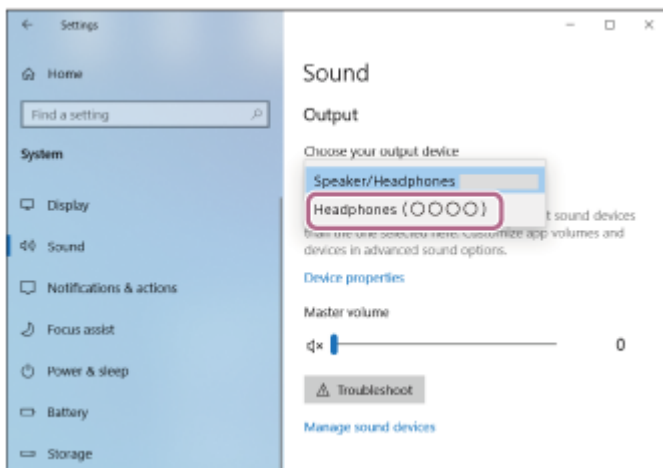 Settings
Home
Find a setting
System
Display
Sound
Notifications & actions
Focus assist
Power & sleep
Battery
Storage
Sound
Output
Choose your output device
Speaker/Headphones
Headphones (○○○○)
t sound devices
than the one selected here. Customize app volumes and
devices in advanced sound options.
Device properties
Master volume
0
Troubleshoot
Manage sound devices